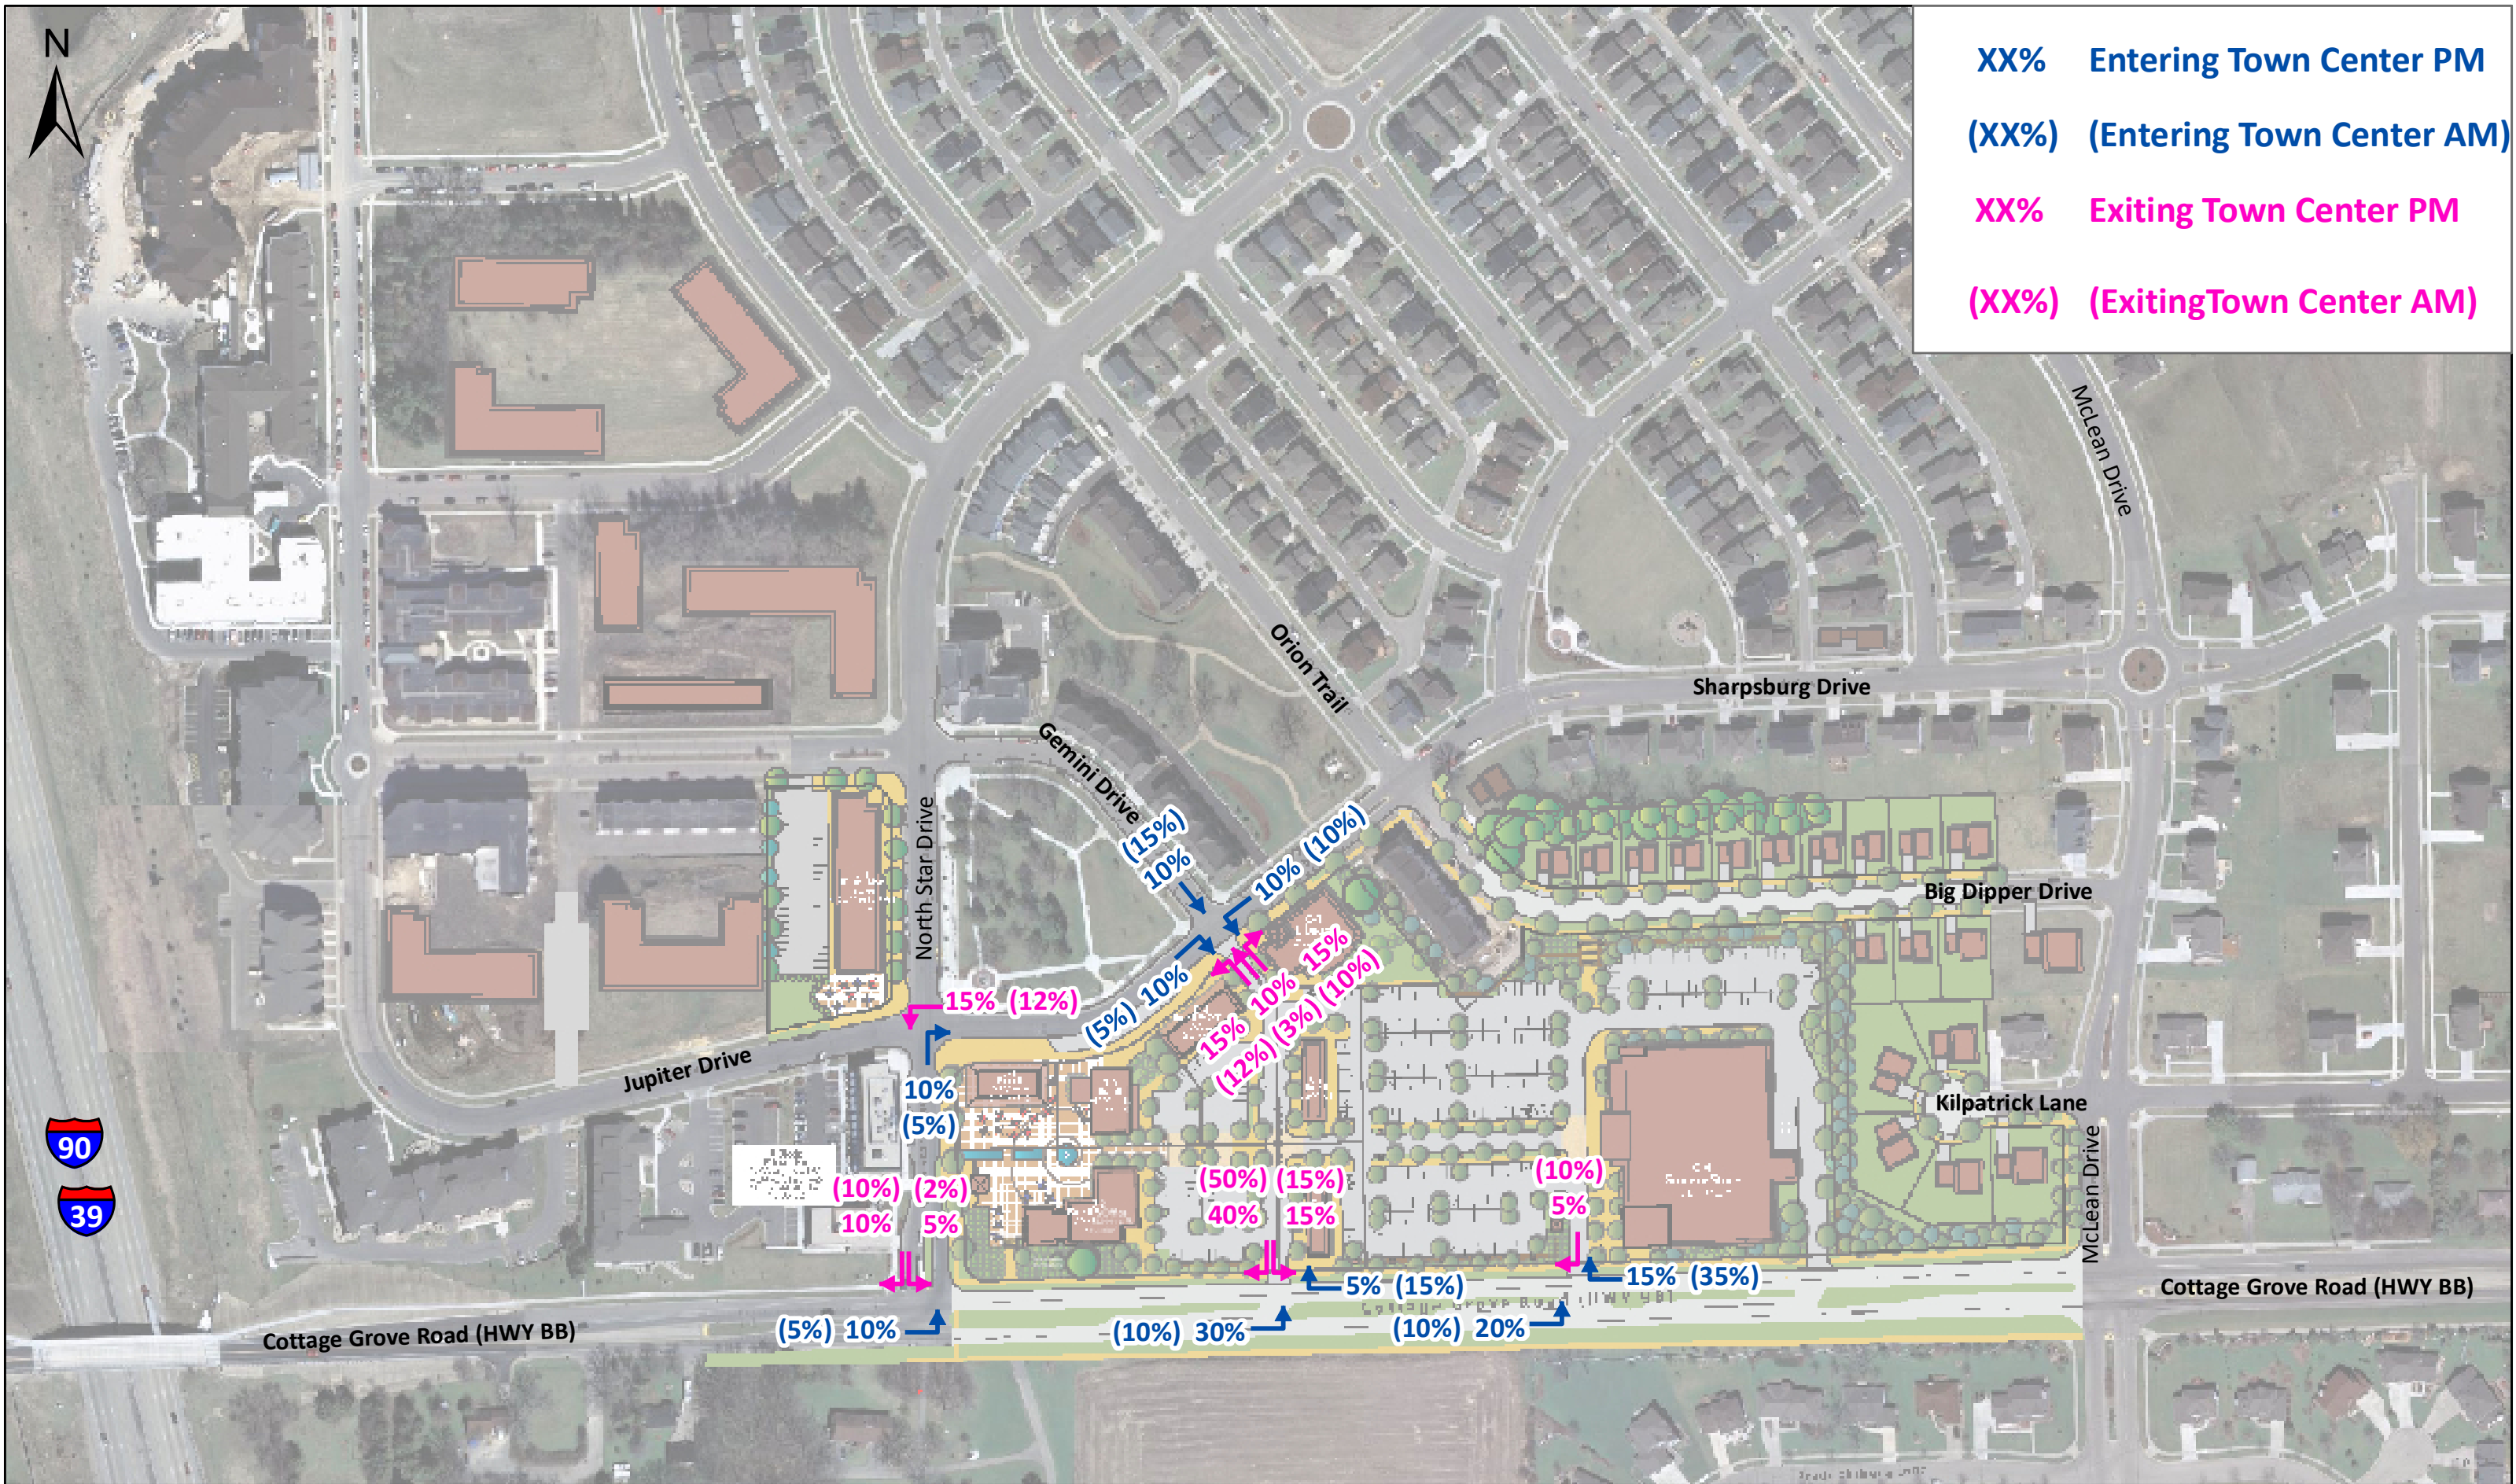 N
XX% Entering Town Center PM
(XX%) (Entering Town Center AM)
XX% Exiting Town Center PM
(XX%) (ExitingTown Center AM)
McLean Drive
Orion Trail
Sharpsburg Drive
Gemini Drive
North Star Drive
(15%)
10%
10% (10%)
Big Dipper Drive
(5%) 10%
15% 10% 15%
(12%) (3%) (10%)
15% (12%)
Jupiter Drive
10%
(5%)
Kilpatrick Lane
90
39
McLean Drive
(10%) (2%)
10% 5%
(50%) (15%)
40% 15%
(10%)
5%
5% (15%)
15% (35%)
Cottage Grove Road (HWY BB)
(5%) 10%
(10%) 30%
(10%) 20%
Cottage Grove Road (HWY BB)